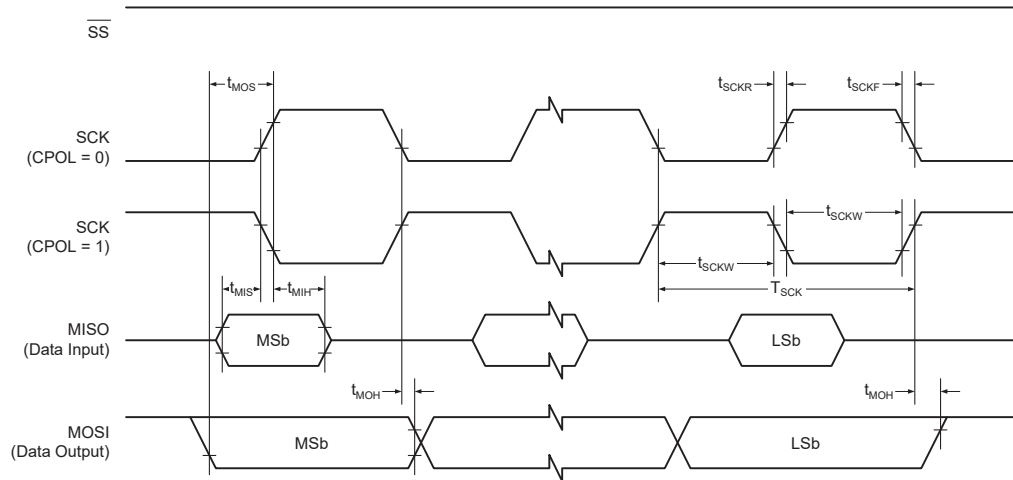 SS
tMOS
tSCKR
tSCKF
SCK
(CPOL = 0)
SCK
(CPOL = 1)
tSCKW
tSCKW
TSCK
tMIS
tMIH
MISO
(Data Input)
MSb
LSb
tMOH
tMOH
MOSI
(Data Output)
MSb
LSb